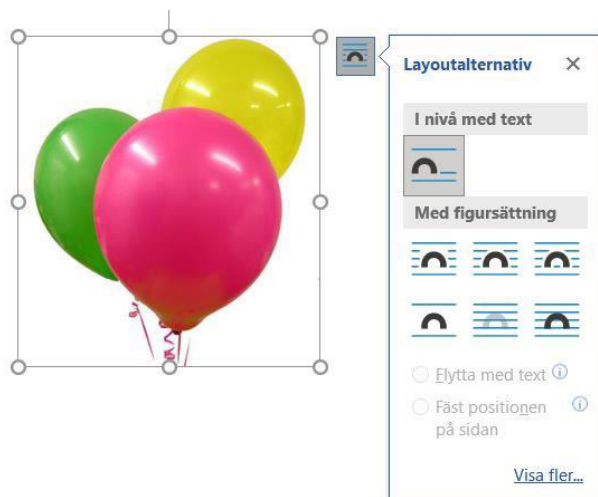 Layoutalternativ
I nivå med text
Med figursättning
Flytta med text
Fäst positionen
på sidan
Visa fler...